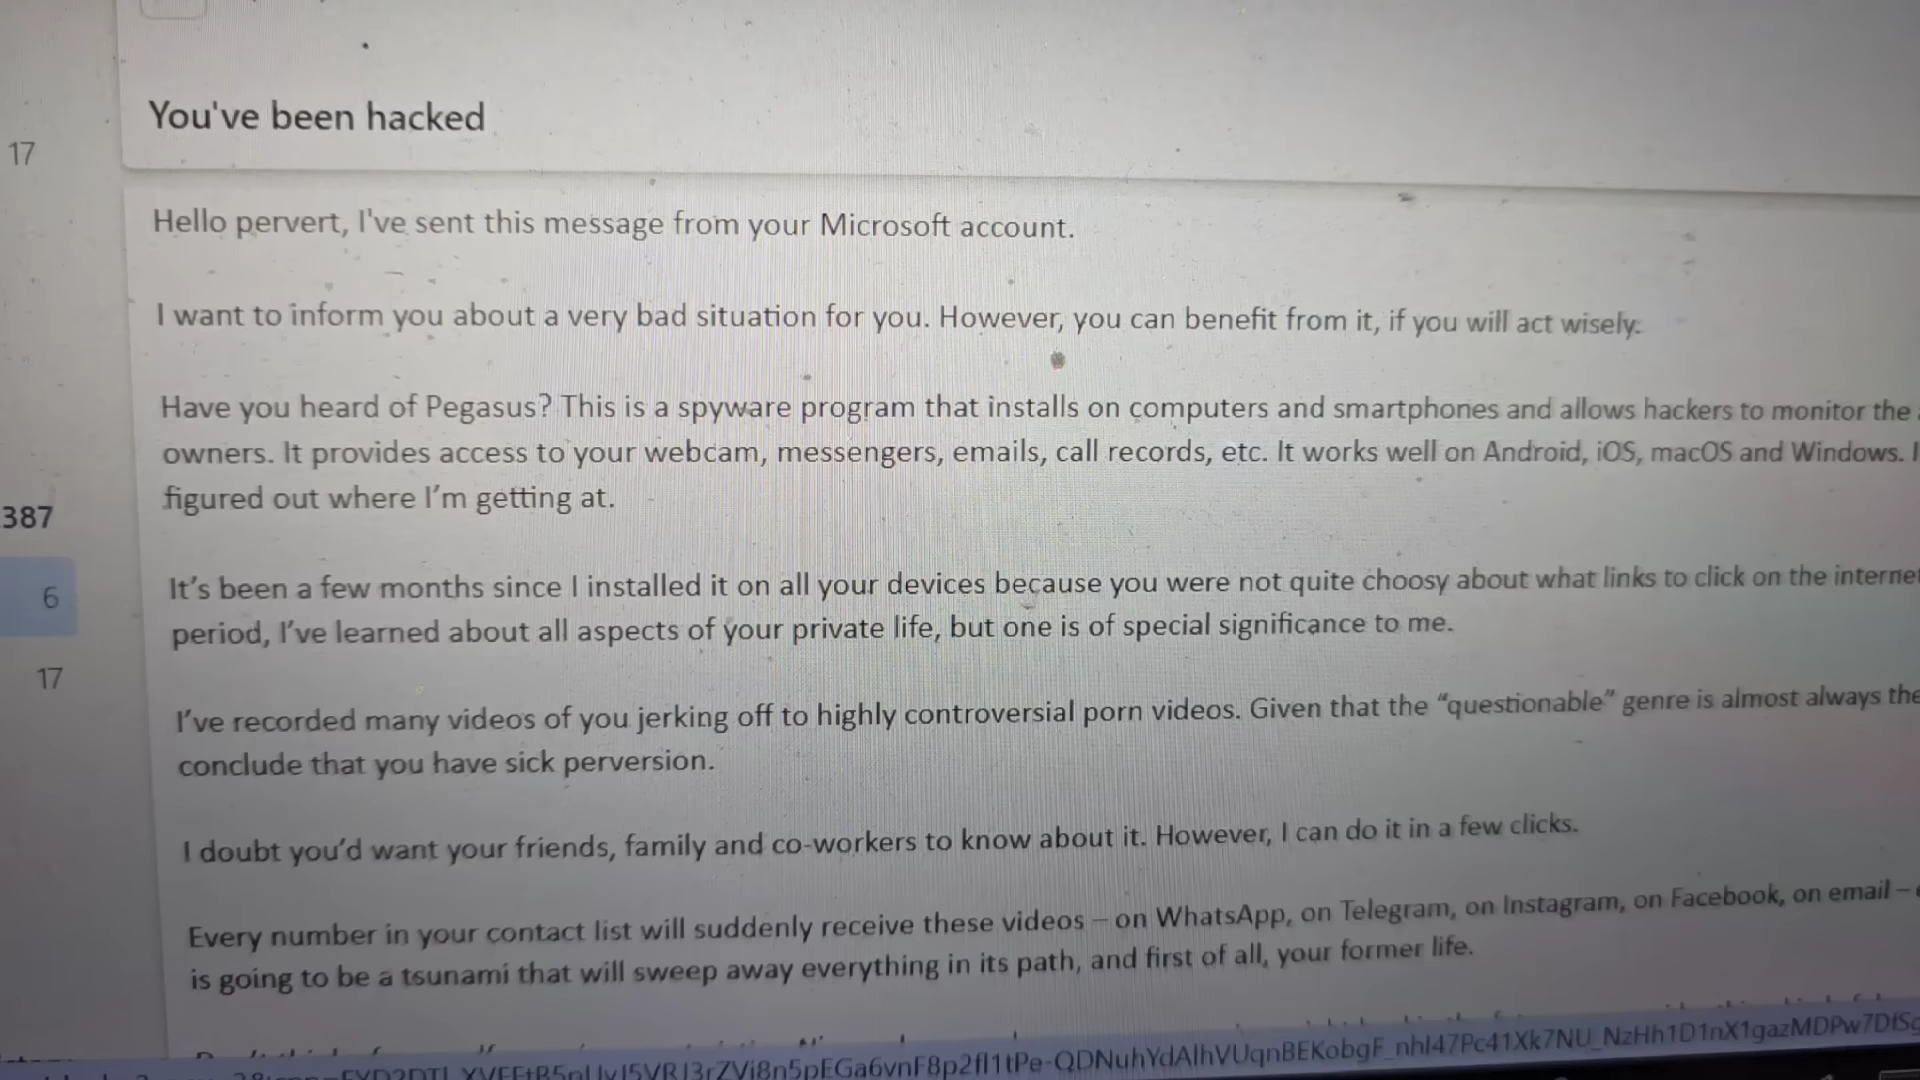 You've been hacked
17
Hello pervert, I've sent this message from your Microsoft account.
I want to inform you about a very bad situation for you. However, you can benefit from it, if you will act wisely.
Have you heard of Pegasus? This is a spyware program that installs on computers and smartphones and allows hackers to monitor the
owners. It provides access to your webcam, messengers, emails, call records, etc. It works well on Android, iOS, macOS and Windows. I
figured out where I’m getting at.
387
It’s been a few months since I installed it on all your devices because you were not quite choosy about what links to click on the internet
6
period, I’ve learned about all aspects of your private life, but one is of special significance to me.
17
I’ve recorded many videos of you jerking off to highly controversial porn videos. Given that the “questionable” genre is almost always the
conclude that you have sick perversion.
I doubt you’d want your friends, family and co-workers to know about it. However, I can do it in a few clicks.
Every number in your contact list will suddenly receive these videos – on WhatsApp, on Telegram, on Instagram, on Facebook, on email –
is going to be a tsunami that will sweep away everything in its path, and first of all, your former life.